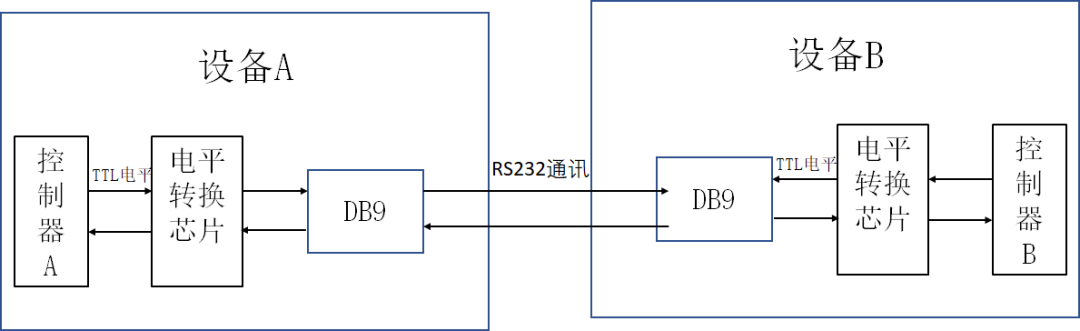 设备A
设备B
控制器A
TTL电平
电平转换芯片
DB9
RS232通讯
DB9
TTL电平
电平转换芯片
控制器B